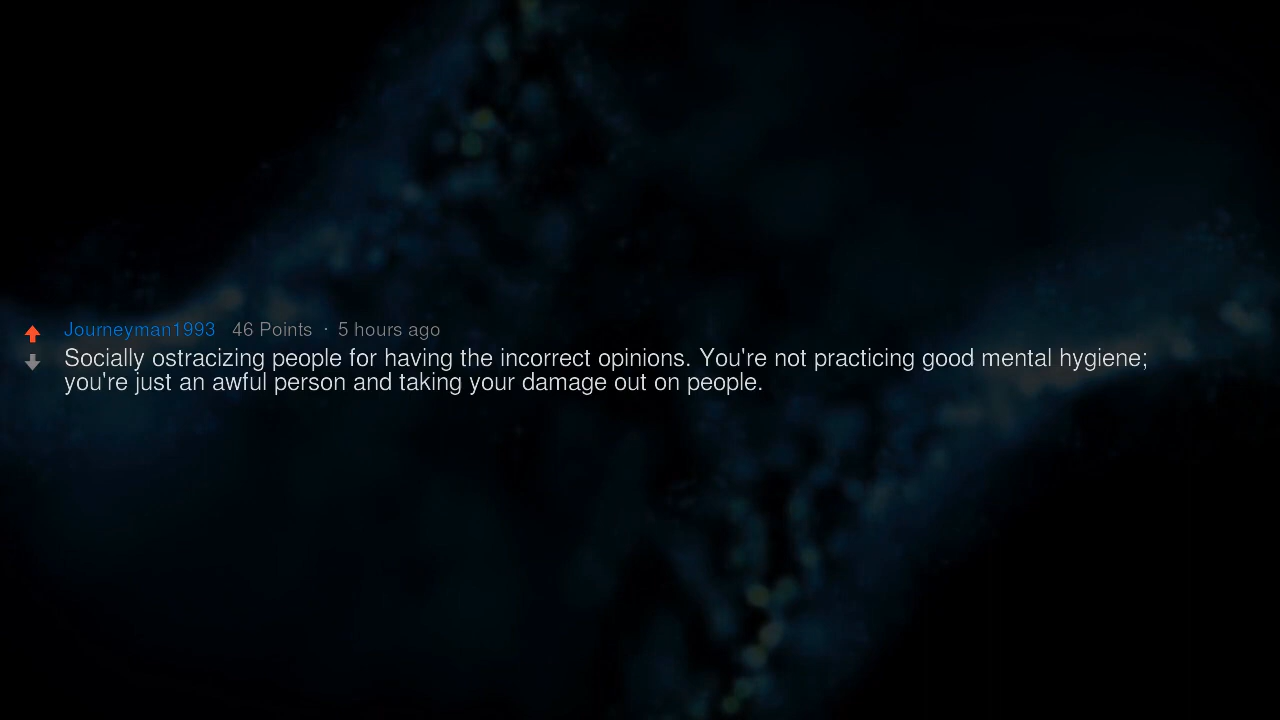 Journeyman1993 46 Points · 5 hours ago
Socially ostracizing people for having the incorrect opinions. You're not practicing good mental hygiene;
you're just an awful person and taking your damage out on people.